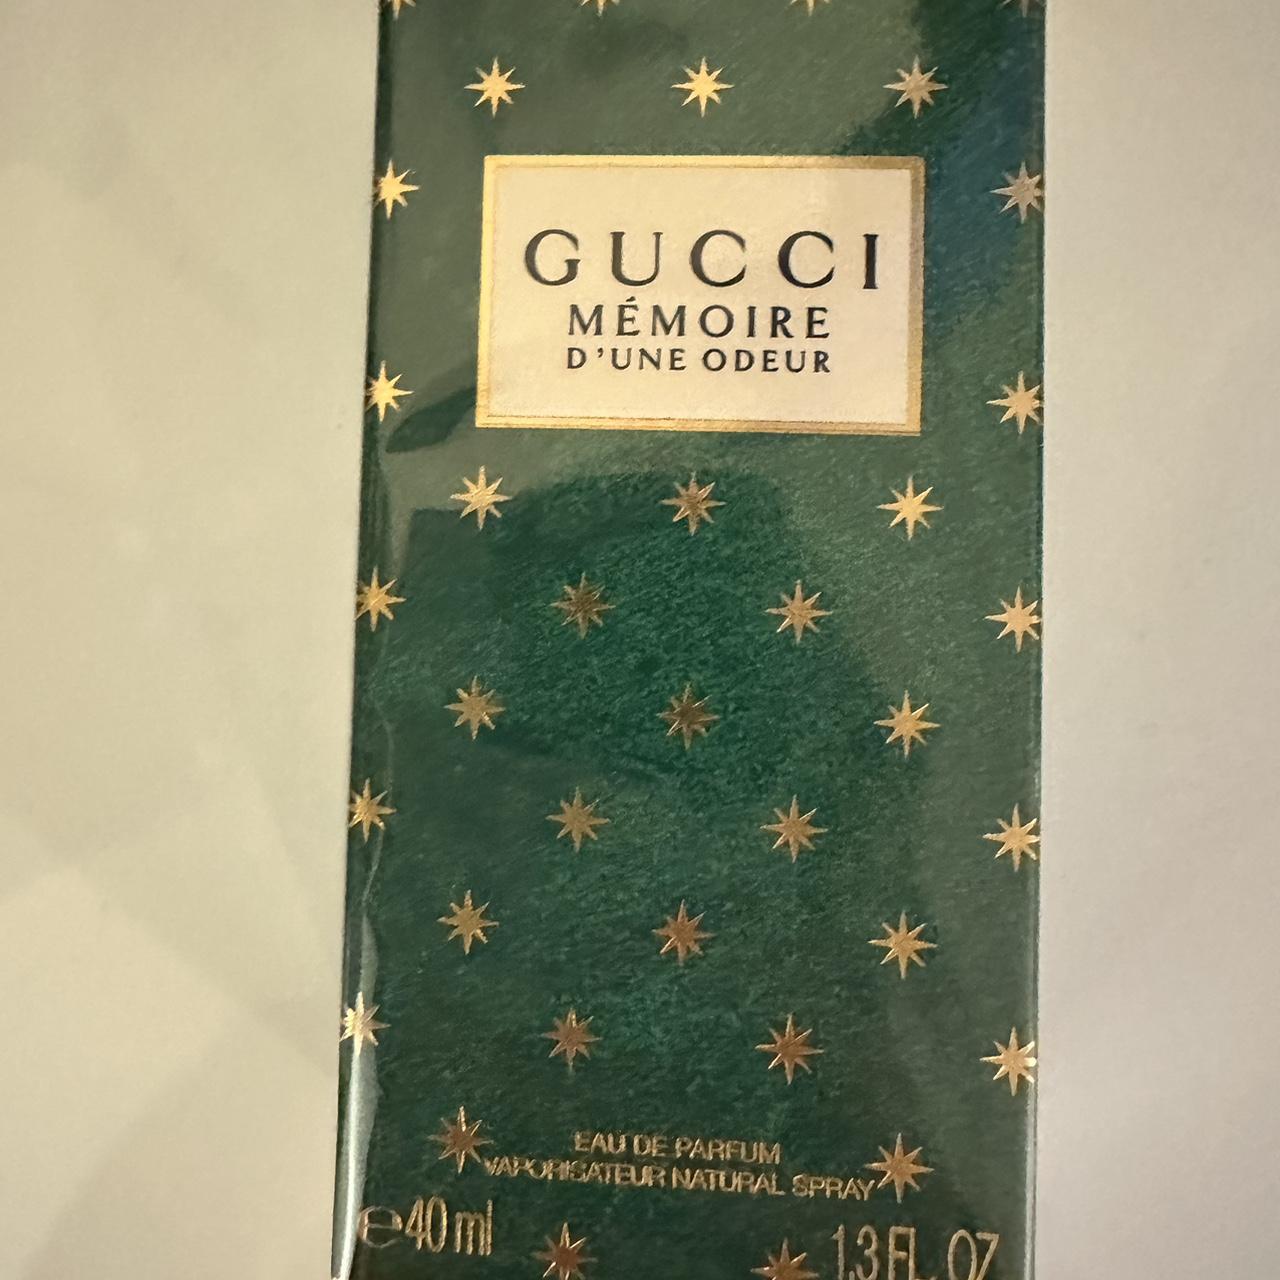 GUCCI
MÉMOIRE
D'UNE ODEUR
EAU DE PARFUM
VAPORISATEUR NATURAL SPRAY
℮40 ml 1.3 FL. OZ